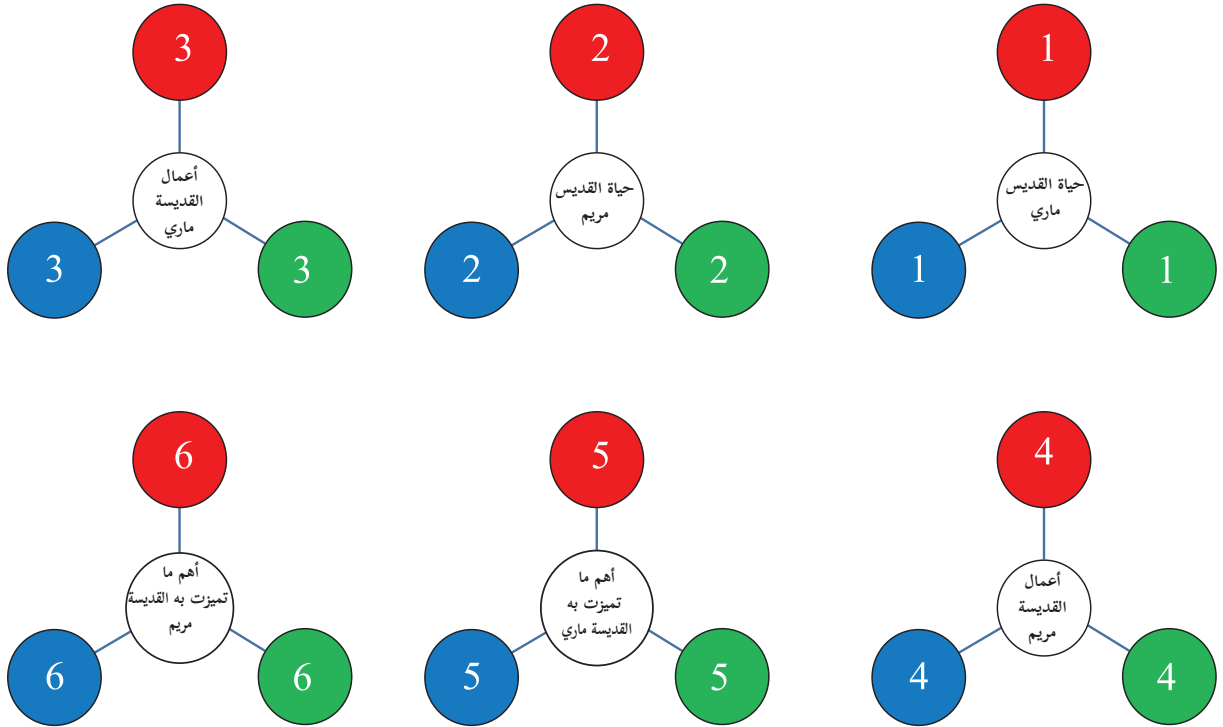 1
حياة القديس
ماري
1
1
2
حياة القديس
مريم
2
2
3
أعمال
القديسة
ماري
3
3
4
أعمال
القديسة
مريم
4
4
5
أهم ما
تميزت به
القديسة ماري
5
5
6
أهم ما
تميزت به القديسة
مريم
6
6